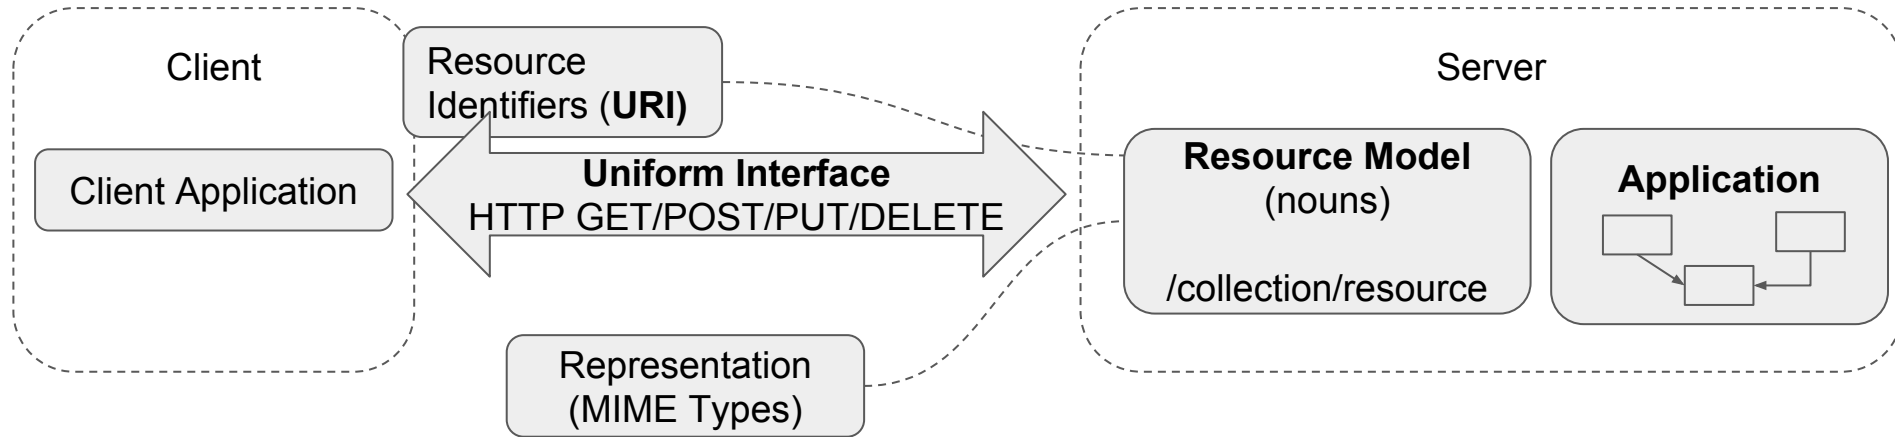 Client
Resource
Identifiers (URI)
Server
Client Application
Uniform Interface
HTTP GET/POST/PUT/DELETE
Resource Model
(nouns)
/collection/resource
Application
Representation
(MIME Types)